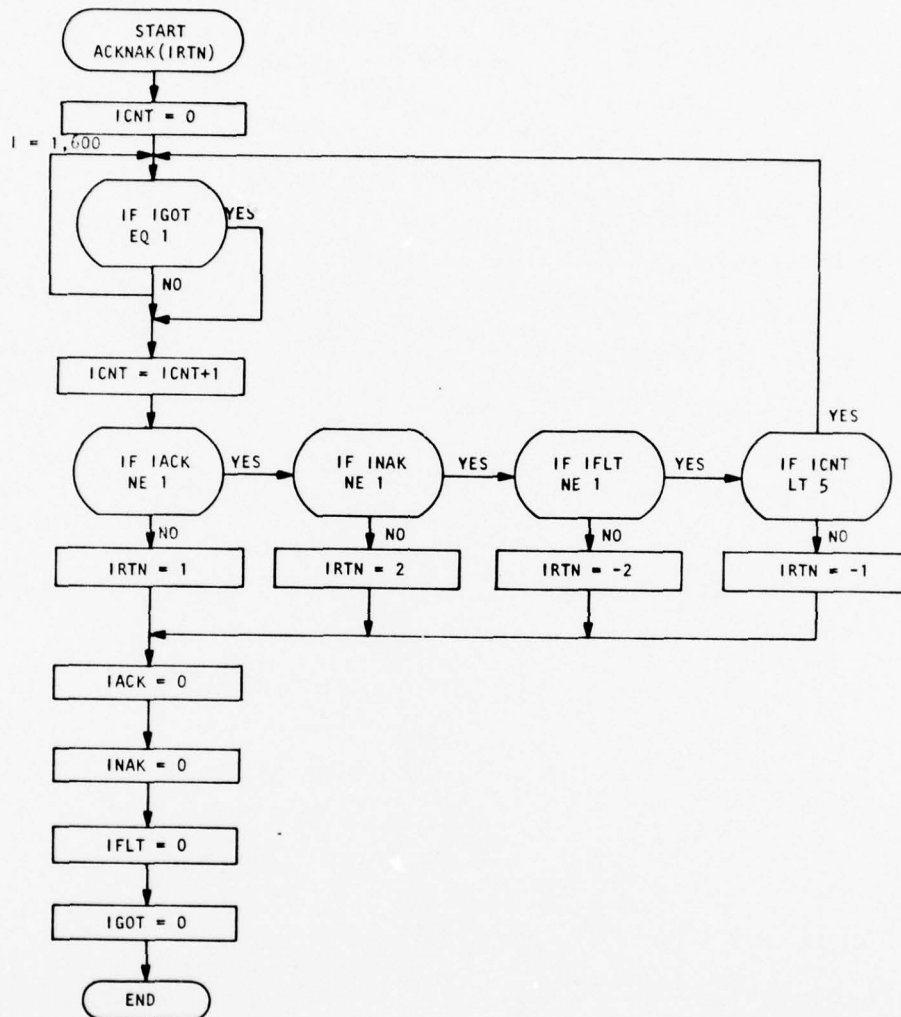 START
ACKNAK(IRTN)
ICNT = 0
I = 1,600
IF IGOT
EQ 1
YES
NO
ICNT = ICNT+1
IF IACK
NE 1
YES
IF INAK
NE 1
YES
IF IFLT
NE 1
YES
IF ICNT
LT 5
YES
NO
NO
NO
NO
IRTN = 1
IRTN = 2
IRTN = -2
IRTN = -1
IACK = 0
INAK = 0
IFLT = 0
IGOT = 0
END